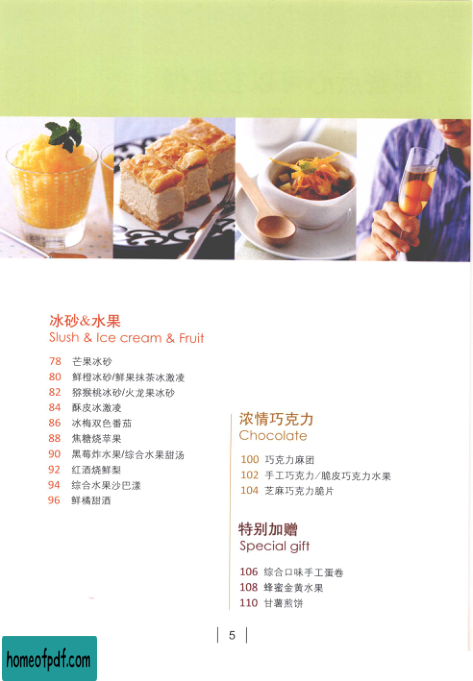 冰砂&水果
Slush & Ice cream & Fruit
78 芒果冰砂
80 鲜橙冰砂/鲜果抹茶冰激凌
82 猕猴桃冰砂/火龙果冰砂
84 酥皮冰激凌
86 冰梅双色番茄
88 焦糖烧苹果
90 黑莓炸水果/综合水果甜汤
92 红酒烧鲜梨
94 综合水果沙巴漾
96 鲜橘甜酒
浓情巧克力
Chocolate
100 巧克力麻团
102 手工巧克力/脆皮巧克力水果
104 芝麻巧克力脆片
特别加赠
Special gift
106 综合口味手工蛋卷
108 蜂蜜金黄水果
110 甘薯煎饼
5
homeofpdf.com